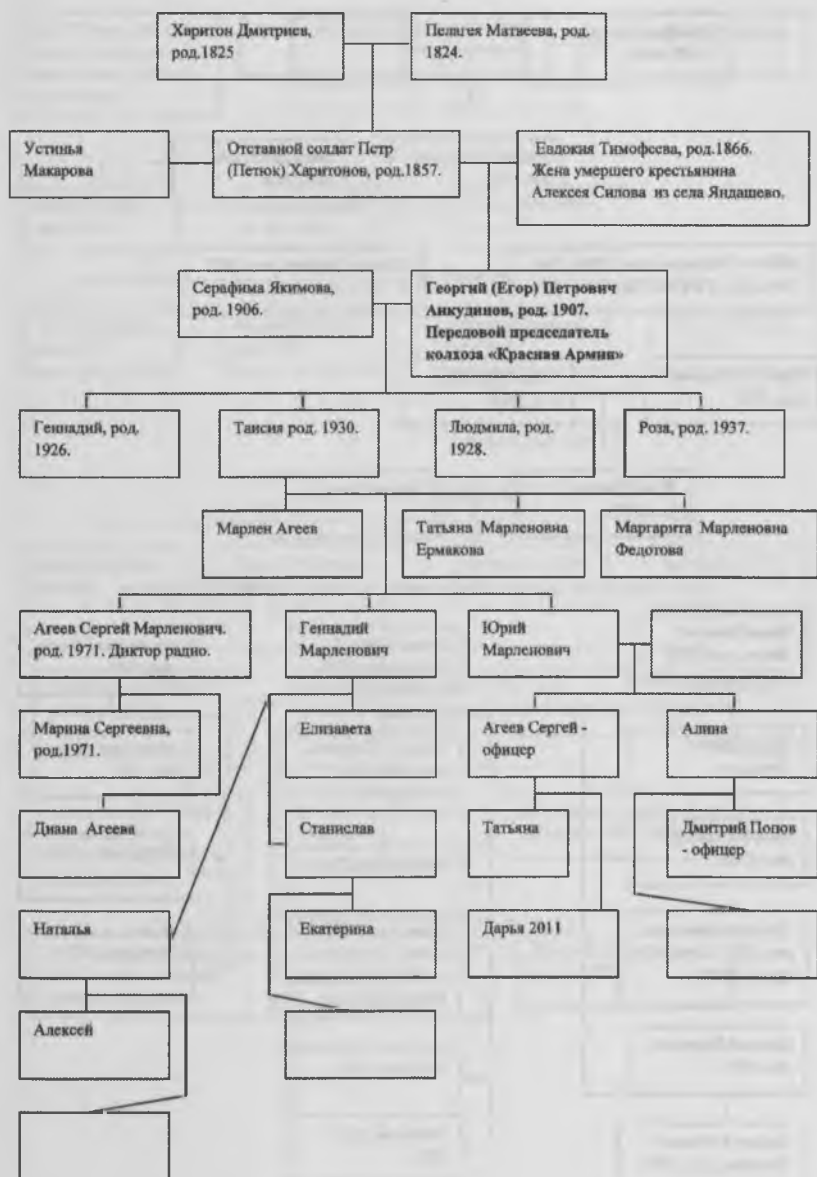 Харитон Дмитриев,
род.1825
Пелагея Матвеева, род.
1824.
Устинья
Макарова
Отставной солдат Петр
(Петюк) Харитонов, род.1857.
Евдокия Тимофеева, род.1866.
Жена умершего крестьянина
Алексея Силова из села Яндашево.
Серафима Якимова,
род. 1906.
Георгий (Егор) Петрович
Анкудинов, род. 1907.
Передовой председатель
колхоза «Красная Армия»
Геннадий, род.
1926.
Таисия род. 1930.
Людмила, род.
1928.
Роза, род. 1937.
Марлен Агеев
Татьяна Марленовна
Ермакова
Маргарита Марленовна
Федотова
Агеев Сергей Марленович.
род. 1971. Диктор радио.
Геннадий
Марленович
Юрий
Марленович
Марина Сергеевна,
род.1971.
Елизавета
Агеев Сергей -
офицер
Алина
Диана Агеева
Станислав
Татьяна
Дмитрий Попов
- офицер
Наталья
Екатерина
Дарья 2011
Алексей